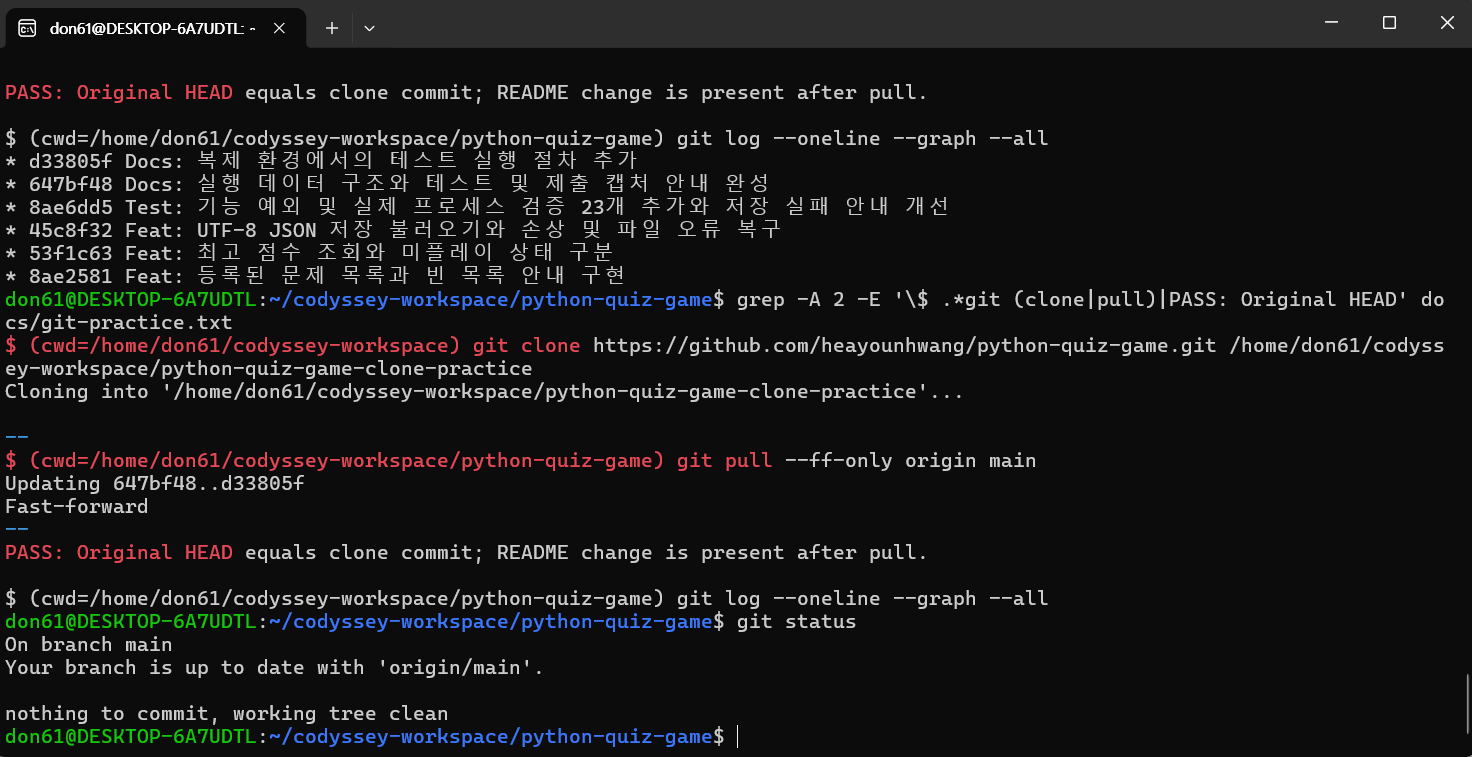 don61@DESKTOP-6A7UDTL: ~
PASS: Original HEAD equals clone commit; README change is present after pull.
$ (cwd=/home/don61/codyssey-workspace/python-quiz-game) git log --oneline --graph --all
* d33805f Docs: 복제 환경에서의 테스트 실행 절차 추가
* 647bf48 Docs: 실행 데이터 구조와 테스트 및 제출 캡처 안내 완성
* 8ae6dd5 Test: 기능 예외 및 실제 프로세스 검증 23개 추가와 저장 실패 안내 개선
* 45c8f32 Feat: UTF-8 JSON 저장 불러오기와 손상 및 파일 오류 복구
* 53f1c63 Feat: 최고 점수 조회와 미플레이 상태 구분
* 8ae2581 Feat: 등록된 문제 목록과 빈 목록 안내 구현
don61@DESKTOP-6A7UDTL:~/codyssey-workspace/python-quiz-game$ grep -A 2 -E '\$ .*git (clone|pull)|PASS: Original HEAD' do
cs/git-practice.txt
$ (cwd=/home/don61/codyssey-workspace) git clone https://github.com/heayounhwang/python-quiz-game.git /home/don61/codyss
ey-workspace/python-quiz-game-clone-practice
Cloning into '/home/don61/codyssey-workspace/python-quiz-game-clone-practice'...
--
$ (cwd=/home/don61/codyssey-workspace/python-quiz-game) git pull --ff-only origin main
Updating 647bf48..d33805f
Fast-forward
--
PASS: Original HEAD equals clone commit; README change is present after pull.
$ (cwd=/home/don61/codyssey-workspace/python-quiz-game) git log --oneline --graph --all
don61@DESKTOP-6A7UDTL:~/codyssey-workspace/python-quiz-game$ git status
On branch main
Your branch is up to date with 'origin/main'.
nothing to commit, working tree clean
don61@DESKTOP-6A7UDTL:~/codyssey-workspace/python-quiz-game$